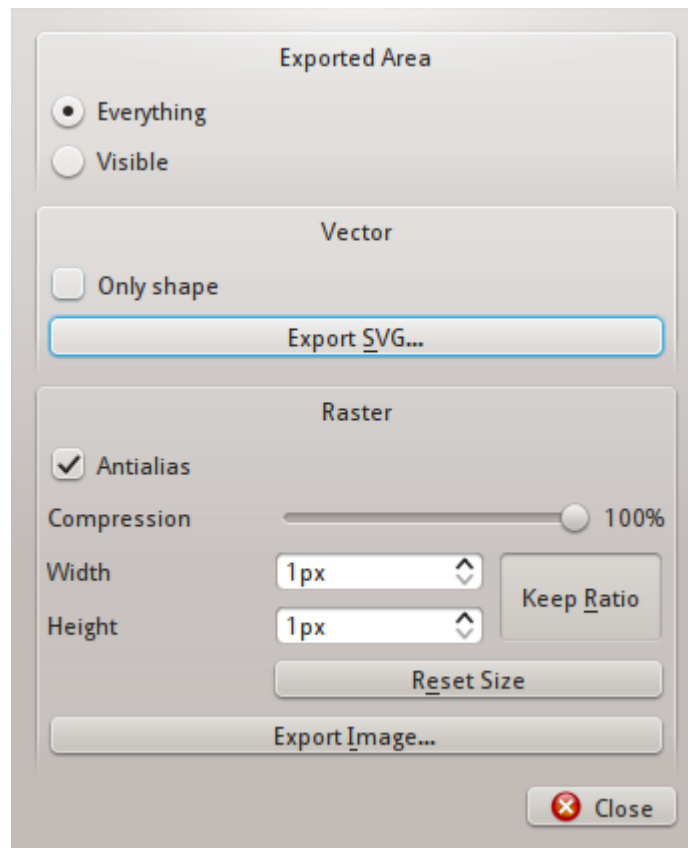 Exported Area
Everything
Visible
Vector
Only shape
Export SVG...
Raster
Antialias
Compression 100%
Width 1px
Keep Ratio
Height 1px
Reset Size
Export Image...
Close